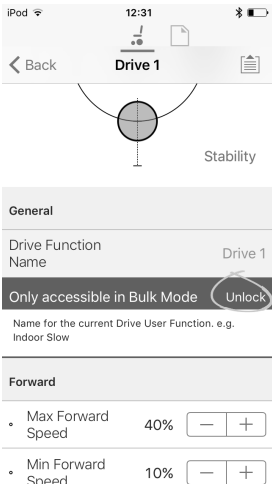 iPod 12:31
Back Drive 1
Stability
General
Drive Function Drive 1
Name
Only accessible in Bulk Mode Unlock
Name for the current Drive User Function. e.g.
Indoor Slow
Forward
Max Forward 40% — +
Speed
Min Forward 10% — +
Speed